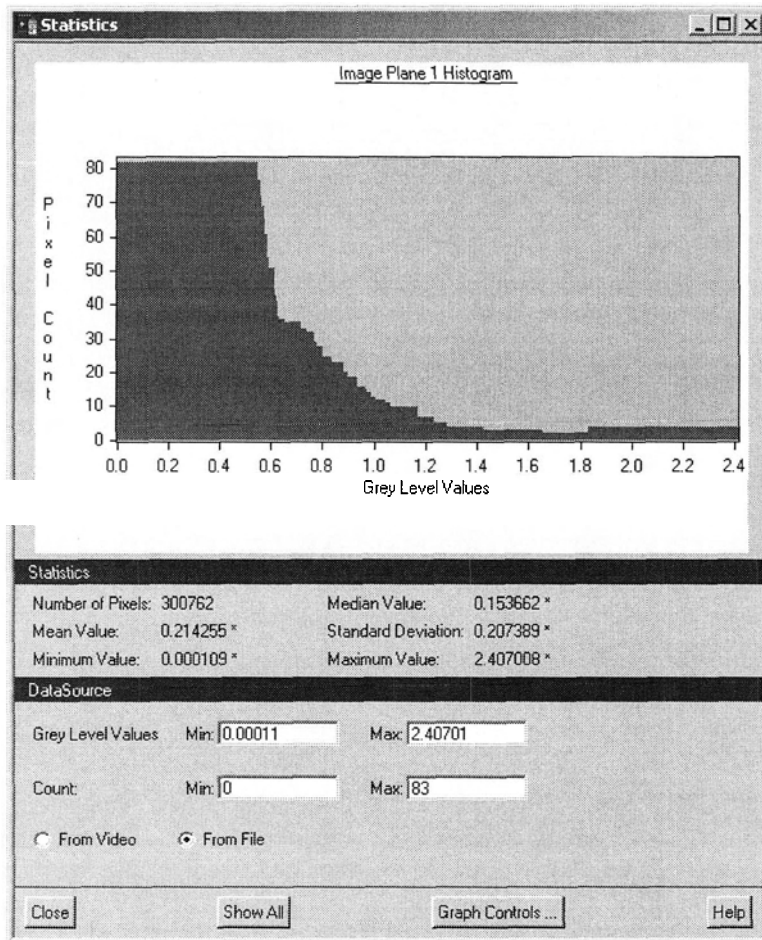 Statistics
Image Plane 1 Histogram
80
70
60
50
40
30
20
10
0
Pixel Count
0.0 0.2 0.4 0.6 0.8 1.0 1.2 1.4 1.6 1.8 2.0 2.2 2.4
Grey Level Values
Statistics
Number of Pixels: 300762 Median Value: 0.153662 *
Mean Value: 0.214255 * Standard Deviation: 0.207389 *
Minimum Value: 0.000109 * Maximum Value: 2.407008 *
DataSource
Grey Level Values Min: 0.00011 Max: 2.40701
Count: Min: 0 Max: 83
From Video From File
Close Show All Graph Controls ... Help